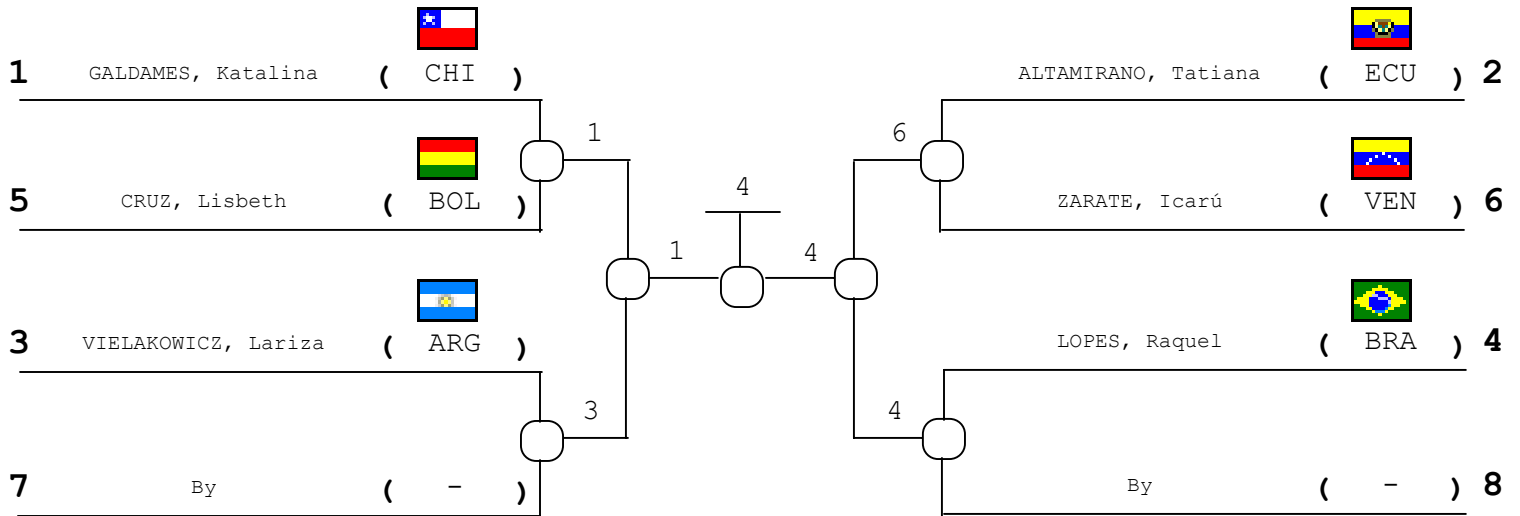 1 GALDAMES, Katalina ( CHI )
ALTAMIRANO, Tatiana ( ECU ) 2
1
6
5 CRUZ, Lisbeth ( BOL )
4
ZARATE, Icarú ( VEN ) 6
1
4
3 VIELAKOWICZ, Lariza ( ARG )
LOPES, Raquel ( BRA ) 4
3
4
7 By ( - )
By ( - ) 8